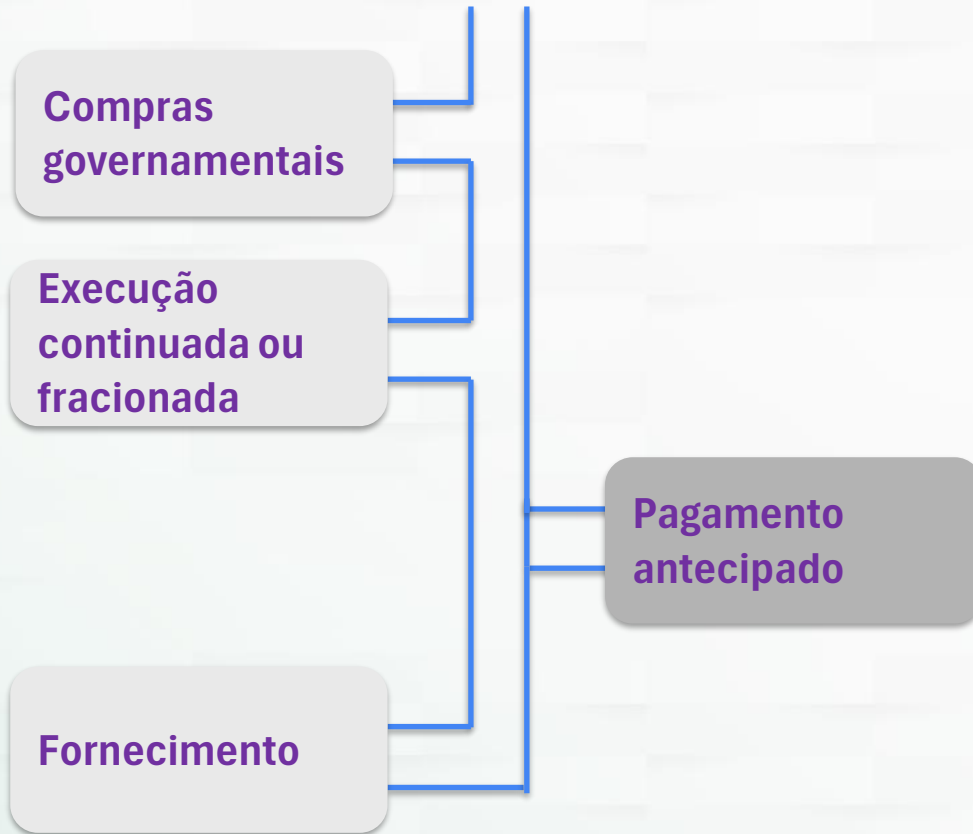 Compras
governamentais
Execução
continuada ou
fracionada
Pagamento
antecipado
Fornecimento